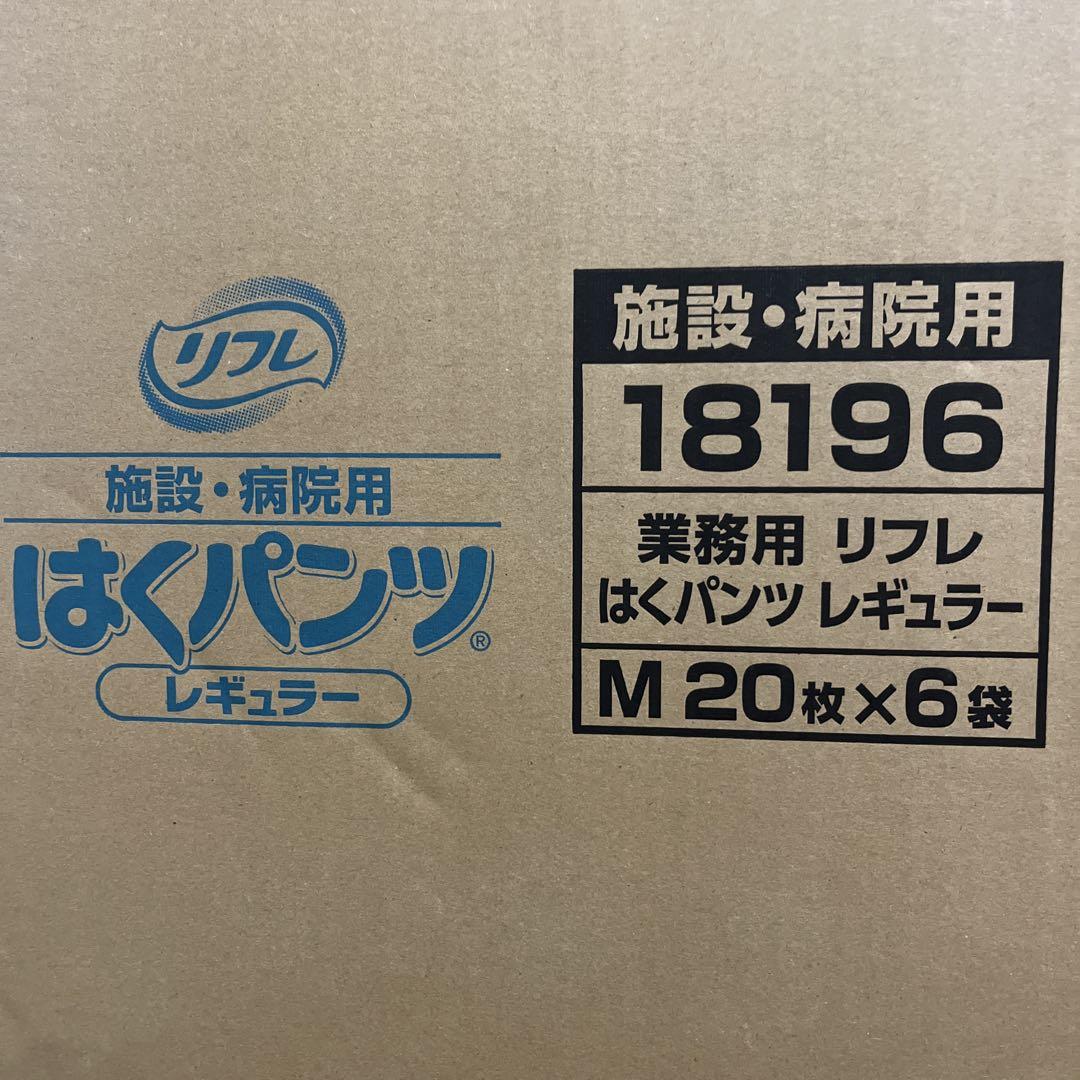 リフレ
施設・病院用
はくパンツ®
レギュラー
施設・病院用
18196
業務用 リフレ
はくパンツ レギュラー
M 20枚×6袋